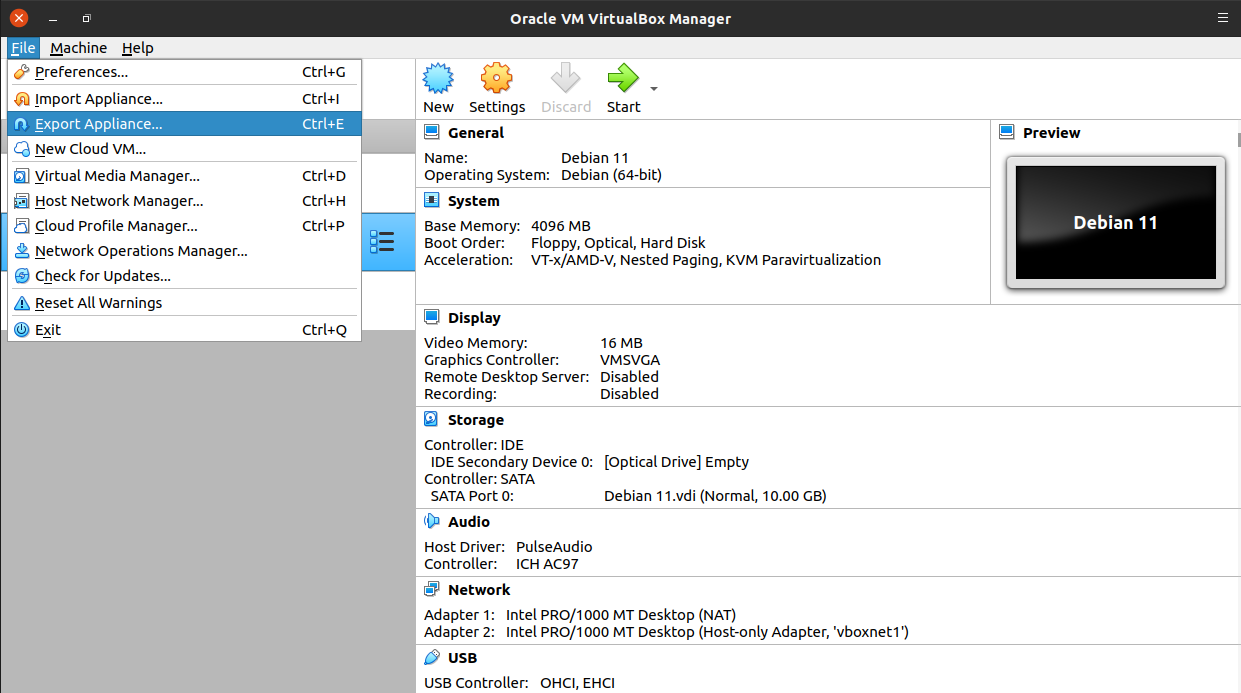 Oracle VM VirtualBox Manager
File Machine Help
Preferences... Ctrl+G
Import Appliance... Ctrl+I
Export Appliance... Ctrl+E
New Cloud VM...
Virtual Media Manager... Ctrl+D
Host Network Manager... Ctrl+H
Cloud Profile Manager... Ctrl+P
Network Operations Manager...
Check for Updates...
Reset All Warnings
Exit Ctrl+Q
New Settings Discard Start
General
Name: Debian 11
Operating System: Debian (64-bit)
Preview
Debian 11
System
Base Memory: 4096 MB
Boot Order: Floppy, Optical, Hard Disk
Acceleration: VT-x/AMD-V, Nested Paging, KVM Paravirtualization
Display
Video Memory: 16 MB
Graphics Controller: VMSVGA
Remote Desktop Server: Disabled
Recording: Disabled
Storage
Controller: IDE
IDE Secondary Device 0: [Optical Drive] Empty
Controller: SATA
SATA Port 0: Debian 11.vdi (Normal, 10.00 GB)
Audio
Host Driver: PulseAudio
Controller: ICH AC97
Network
Adapter 1: Intel PRO/1000 MT Desktop (NAT)
Adapter 2: Intel PRO/1000 MT Desktop (Host-only Adapter, 'vboxnet1')
USB
USB Controller: OHCI, EHCI